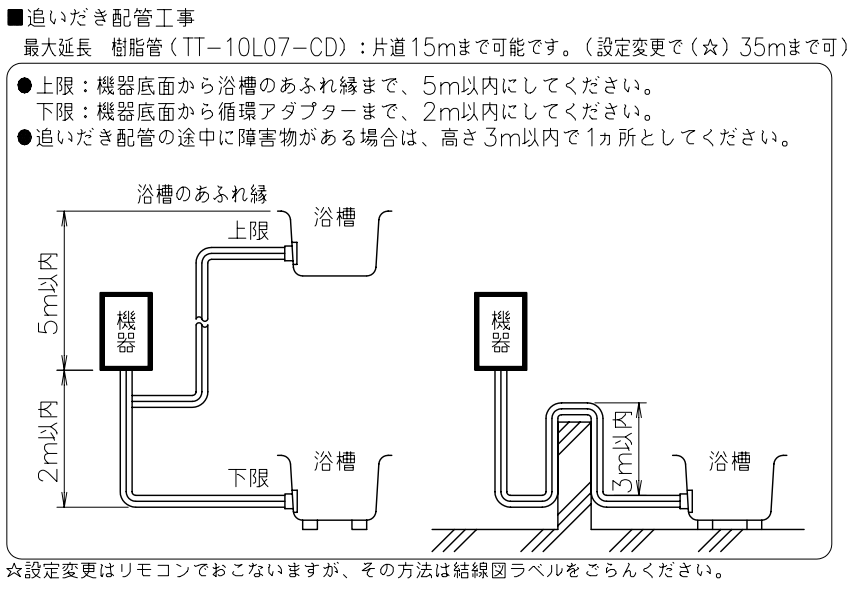 ■追いだき配管工事
最大延長 樹脂管(TT-10L07-CD):片道15mまで可能です。(設定変更で(☆)35mまで可)
●上限:機器底面から浴槽のあふれ縁まで、5m以内にしてください。
下限:機器底面から循環アダプターまで、2m以内にしてください。
●追いだき配管の途中に障害物がある場合は、高さ3m以内で1ヵ所としてください。
浴槽のあふれ縁
上限
浴槽
5m以内
機器
機器
2m以内
3m以内
下限
浴槽
浴槽
☆設定変更はリモコンでおこないますが、その方法は結線図ラベルをごらんください。